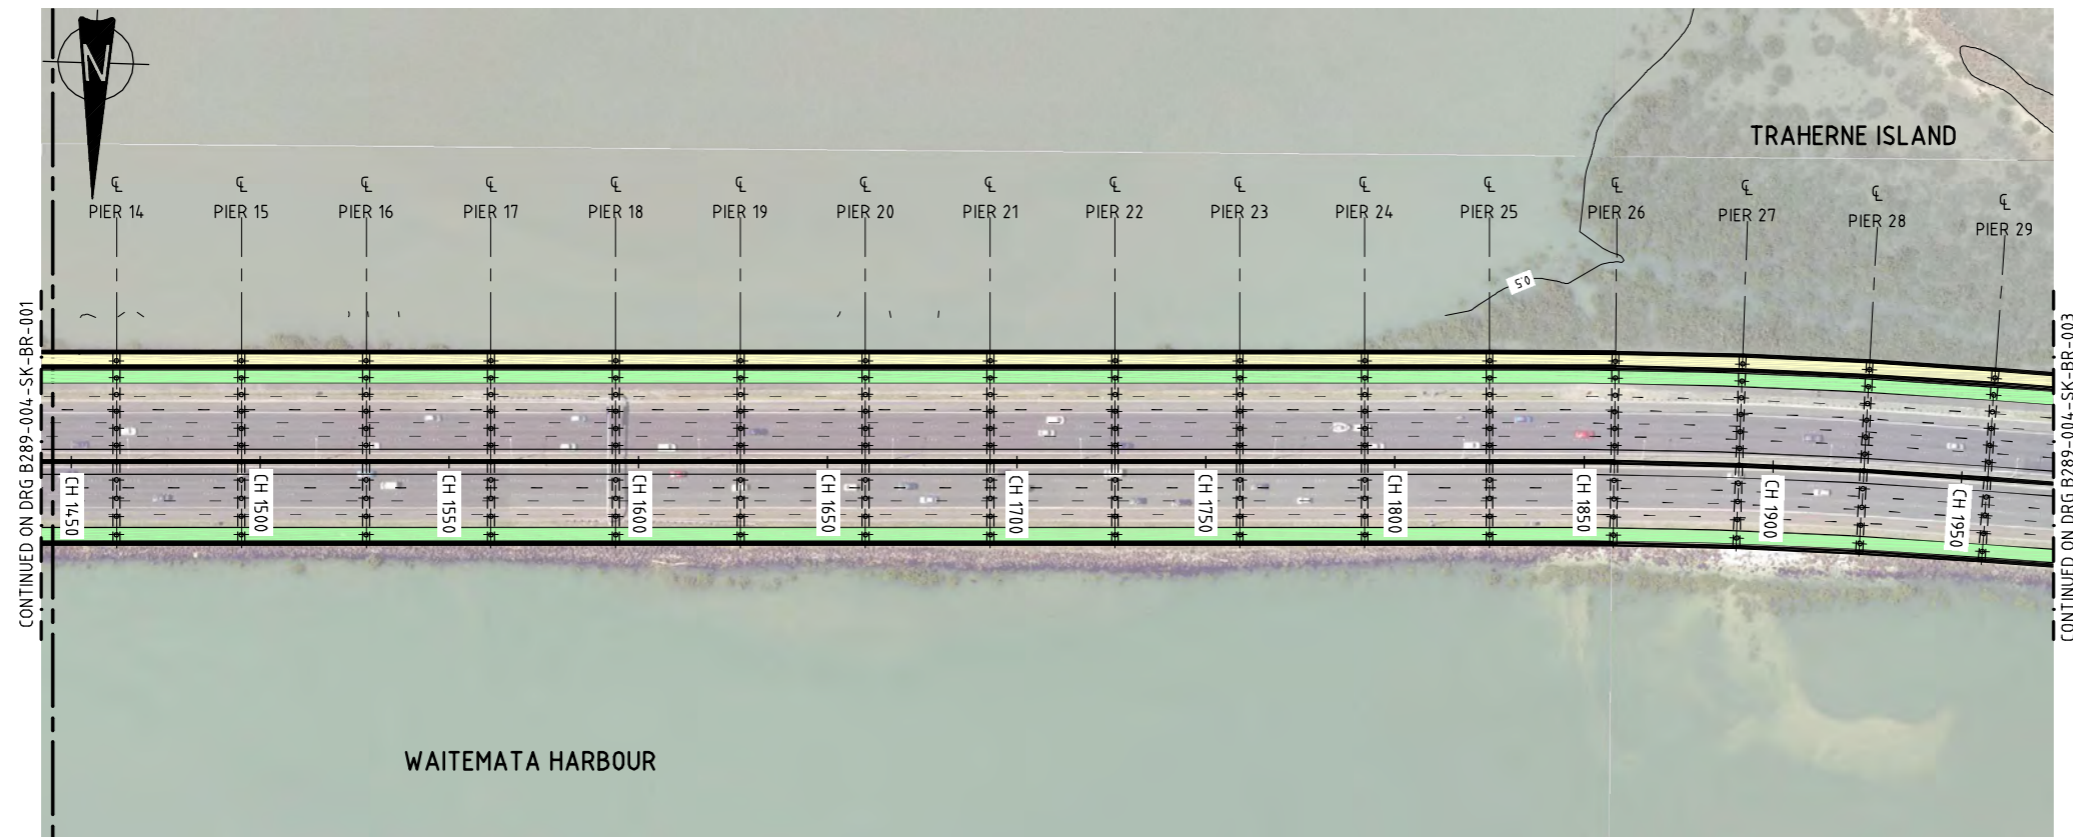 N
TRAHERNE ISLAND
℄ ℄ ℄ ℄ ℄ ℄ ℄ ℄ ℄ ℄ ℄ ℄ ℄ ℄ ℄ ℄
PIER 14 PIER 15 PIER 16 PIER 17 PIER 18 PIER 19 PIER 20 PIER 21 PIER 22 PIER 23 PIER 24 PIER 25 PIER 26 PIER 27 PIER 28 PIER 29
0.5
CONTINUED ON DRG B289-004-SK-BR-001
CONTINUED ON DRG B289-004-SK-BR-003
CH 1450 CH 1500 CH 1550 CH 1600 CH 1650 CH 1700 CH 1750 CH 1800 CH 1850 CH 1900 CH 1950
WAITEMATA HARBOUR